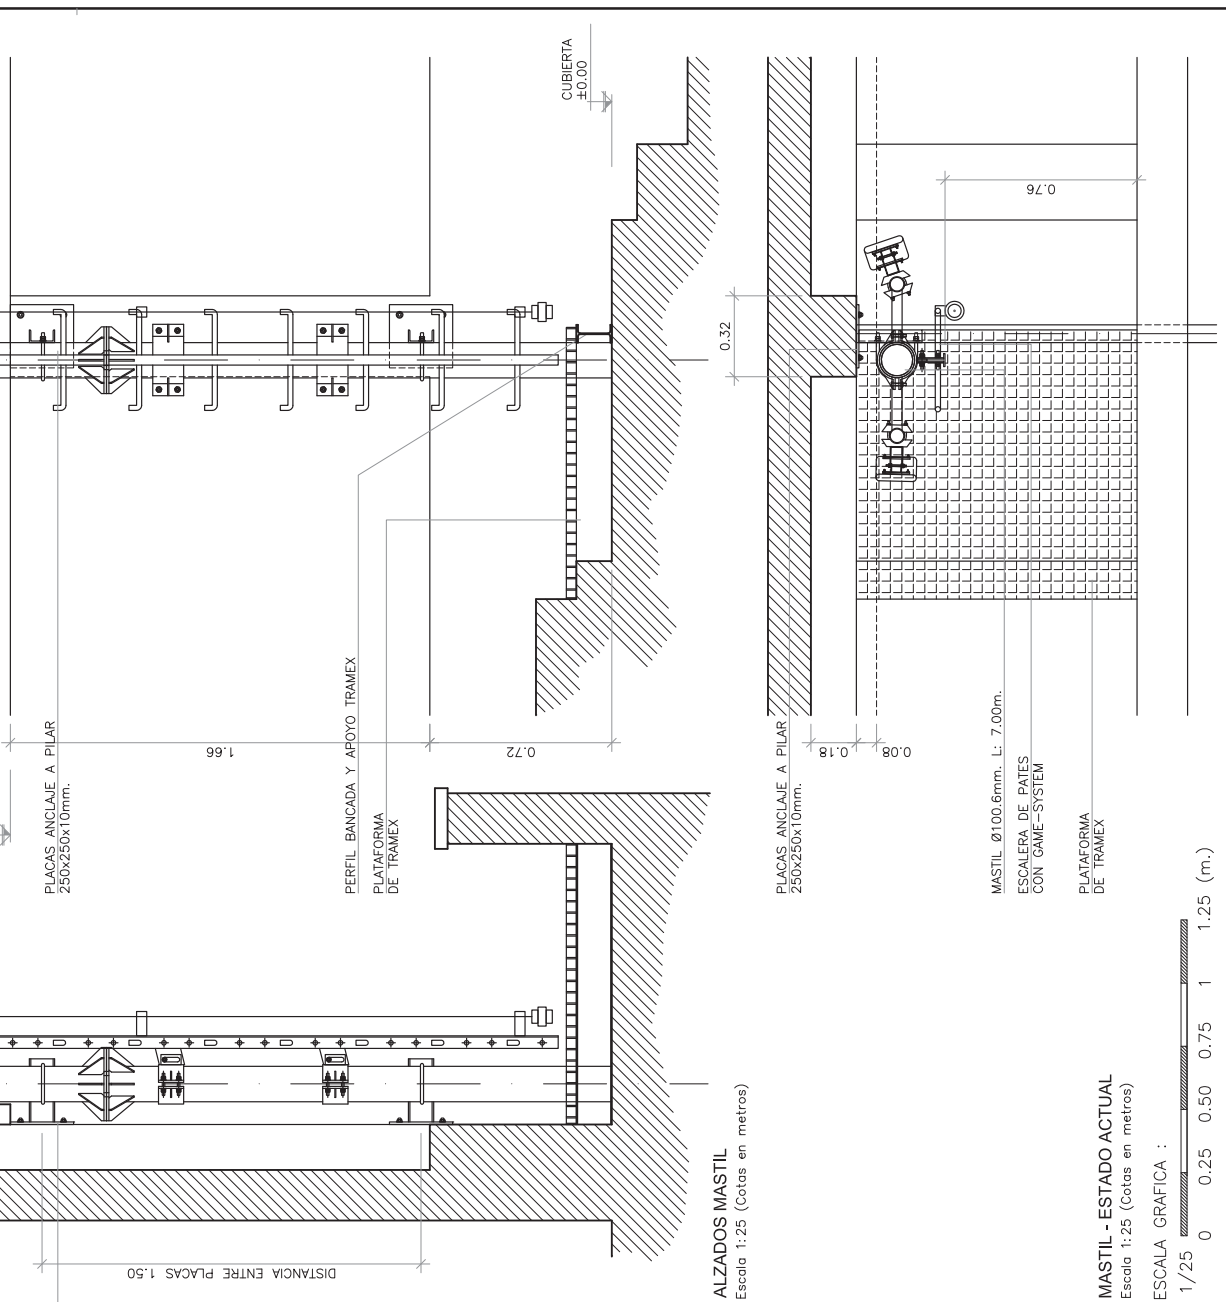 CUBIERTA
±0.00
PLACAS ANCLAJE A PILAR
250x250x10mm.
1.66
PERFIL BANCADA Y APOYO TRAMEX
PLATAFORMA
DE TRAMEX
0.72
0.76
0.32
PLACAS ANCLAJE A PILAR
250x250x10mm.
0.18
0.08
MASTIL Ø100.6mm. L: 7.00m.
ESCALERA DE PATES
CON GAME-SYSTEM
PLATAFORMA
DE TRAMEX
DISTANCIA ENTRE PLACAS 1.50
ALZADOS MASTIL
Escala 1:25 (Cotas en metros)
MASTIL - ESTADO ACTUAL
Escala 1:25 (Cotas en metros)
ESCALA GRAFICA :
1/25
0 0.25 0.50 0.75 1 1.25 (m.)